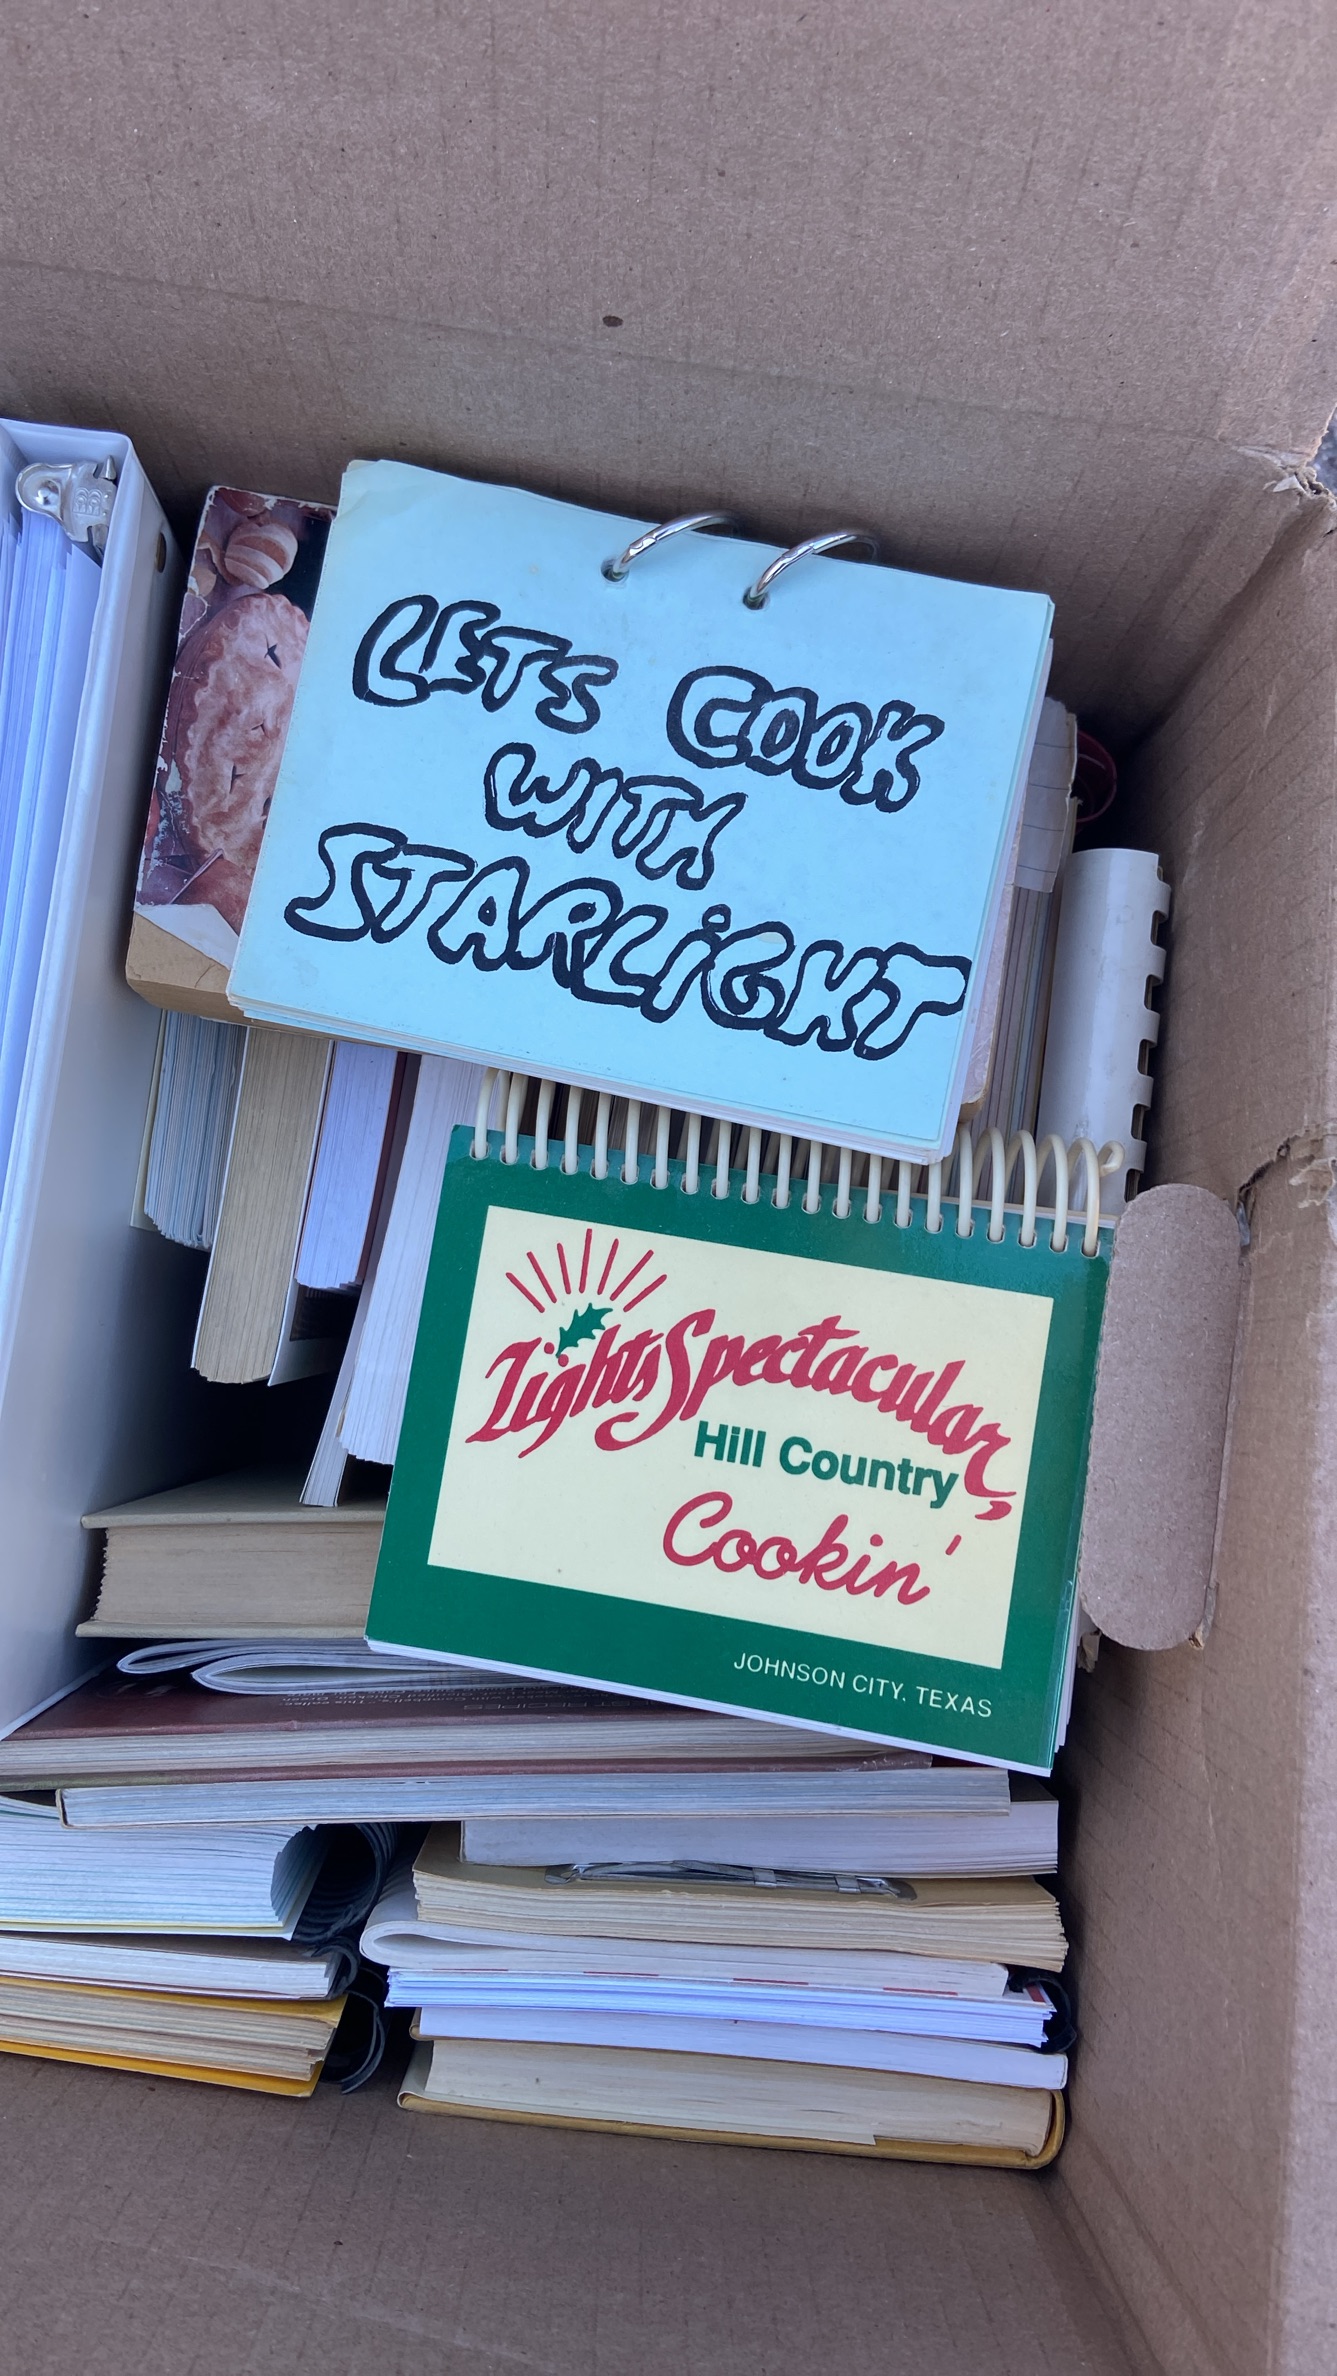 LET'S COOK
WITH
STARLiGHT
Lights Spectacular,
Hill Country
Cookin'
JOHNSON CITY, TEXAS